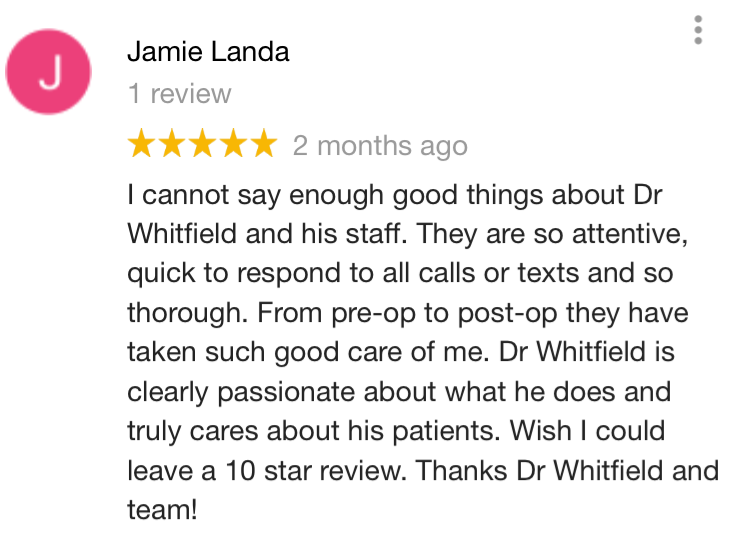 J
Jamie Landa
1 review
2 months ago
I cannot say enough good things about Dr
Whitfield and his staff. They are so attentive,
quick to respond to all calls or texts and so
thorough. From pre-op to post-op they have
taken such good care of me. Dr Whitfield is
clearly passionate about what he does and
truly cares about his patients. Wish I could
leave a 10 star review. Thanks Dr Whitfield and
team!